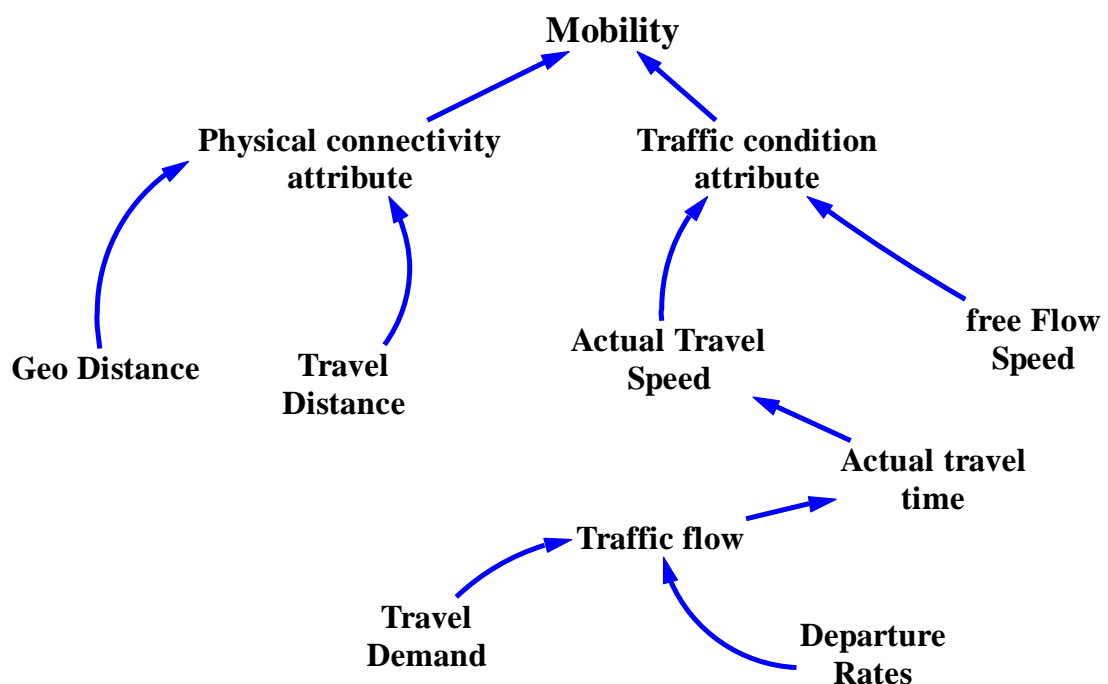 Mobility
Physical connectivity
attribute
Traffic condition
attribute
Geo Distance
Travel
Distance
Actual Travel
Speed
free Flow
Speed
Actual travel
time
Traffic flow
Travel
Demand
Departure
Rates